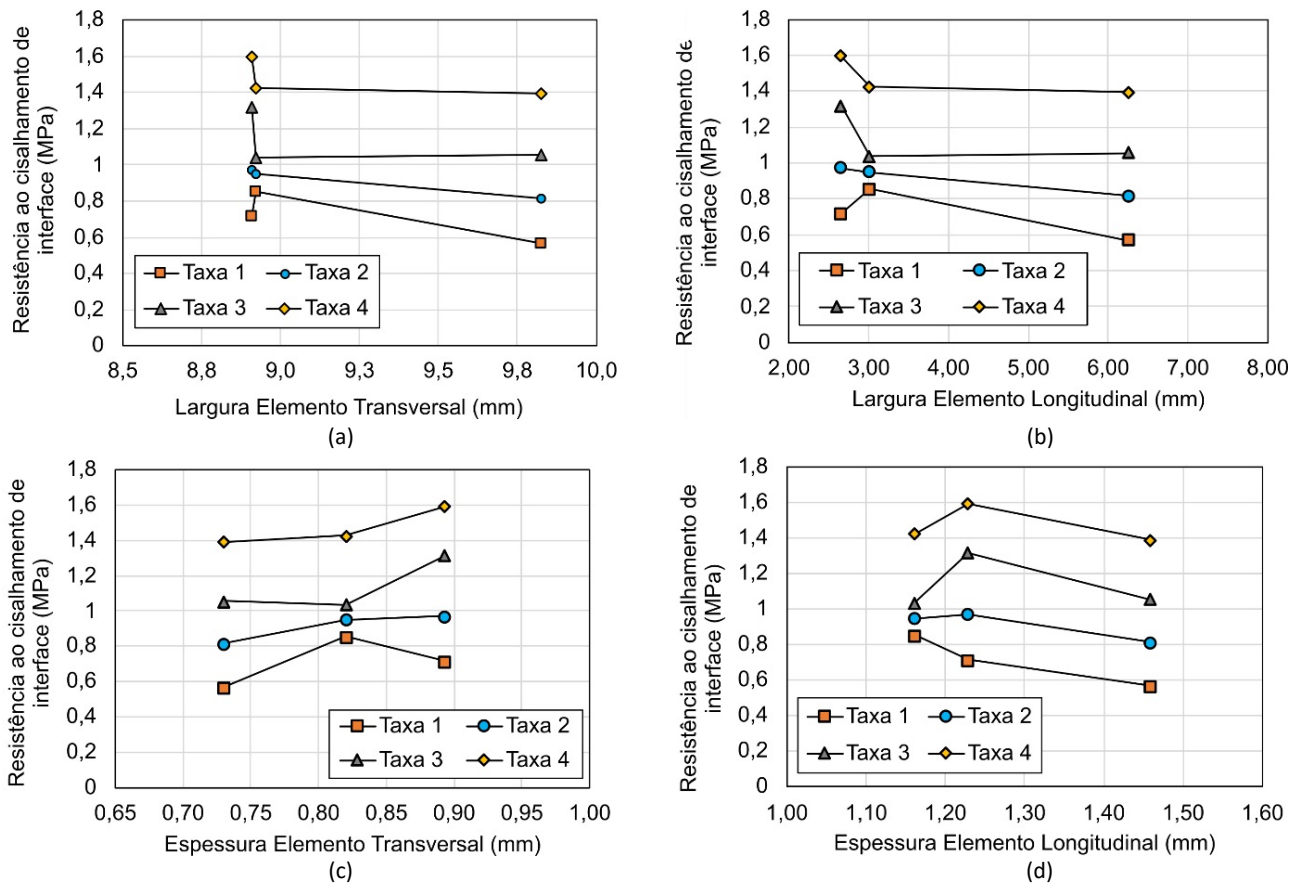 Resistência ao cisalhamento de
interface (MPa)
1,8
1,6
1,4
1,2
1
0,8
0,6
0,4
0,2
0
Taxa 1 Taxa 2
Taxa 3 Taxa 4
8,5 8,8 9,0 9,3 9,5 9,8 10,0
Largura Elemento Transversal (mm)
(a)
Resistência ao cisalhamento de
interface (MPa)
1,8
1,6
1,4
1,2
1
0,8
0,6
0,4
0,2
0
Taxa 1 Taxa 2
Taxa 3 Taxa 4
2,00 3,00 4,00 5,00 6,00 7,00 8,00
Largura Elemento Longitudinal (mm)
(b)
Resistência ao cisalhamento de
interface (MPa)
1,8
1,6
1,4
1,2
1
0,8
0,6
0,4
0,2
0
Taxa 1 Taxa 2
Taxa 3 Taxa 4
0,65 0,70 0,75 0,80 0,85 0,90 0,95 1,00
Espessura Elemento Transversal (mm)
(c)
Resistência ao cisalhamento de
interface (MPa)
1,8
1,6
1,4
1,2
1
0,8
0,6
0,4
0,2
0
Taxa 1 Taxa 2
Taxa 3 Taxa 4
1,00 1,10 1,20 1,30 1,40 1,50 1,60
Espessura Elemento Longitudinal (mm)
(d)